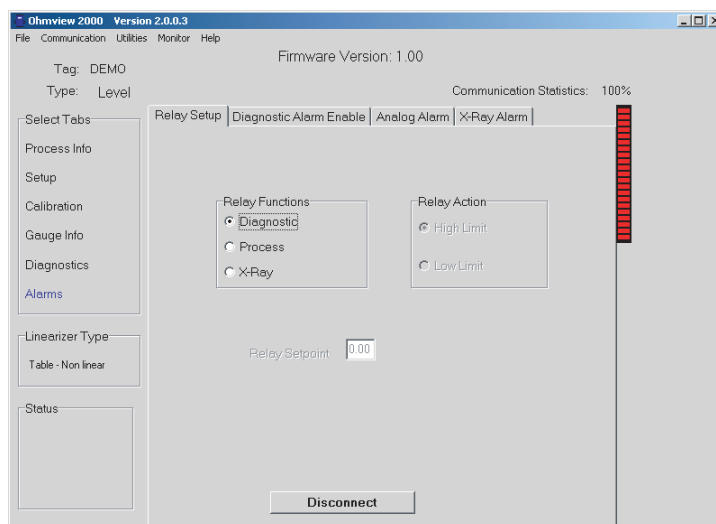 Ohmview 2000 Version 2.0.0.3
File Communication Utilities Monitor Help
Firmware Version: 1.00
Tag: DEMO
Type: Level
Communication Statistics: 100%
Select Tabs
Process Info
Setup
Calibration
Gauge Info
Diagnostics
Alarms
Linearizer Type
Table - Non linear
Status
Relay Setup Diagnostic Alarm Enable Analog Alarm X-Ray Alarm
Relay Functions
Diagnostic
Process
X-Ray
Relay Action
High Limit
Low Limit
Relay Setpoint 0.00
Disconnect